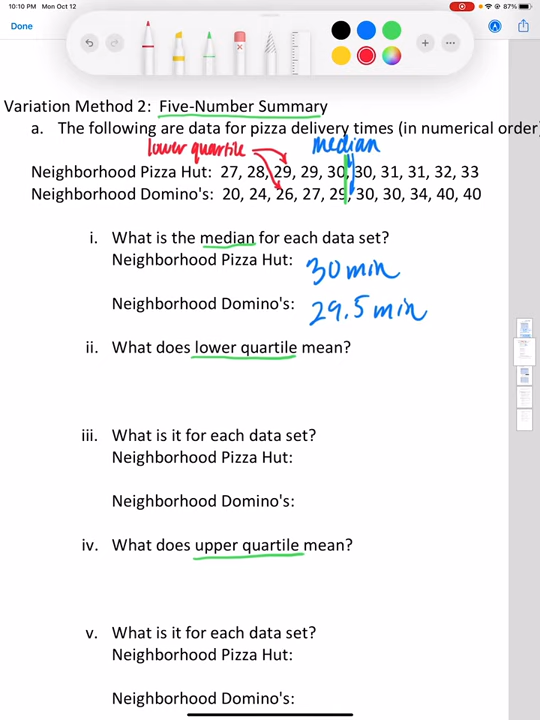 10:10 PM Mon Oct 12
87%
Done
Variation Method 2: Five-Number Summary
a. The following are data for pizza delivery times (in numerical order
lower quartile median
Neighborhood Pizza Hut: 27, 28, 29, 29, 30, 30, 31, 31, 32, 33
Neighborhood Domino's: 20, 24, 26, 27, 29, 30, 30, 34, 40, 40
i. What is the median for each data set?
Neighborhood Pizza Hut: 30 min
Neighborhood Domino's: 29.5 min
ii. What does lower quartile mean?
iii. What is it for each data set?
Neighborhood Pizza Hut:
Neighborhood Domino's:
iv. What does upper quartile mean?
v. What is it for each data set?
Neighborhood Pizza Hut:
Neighborhood Domino's: